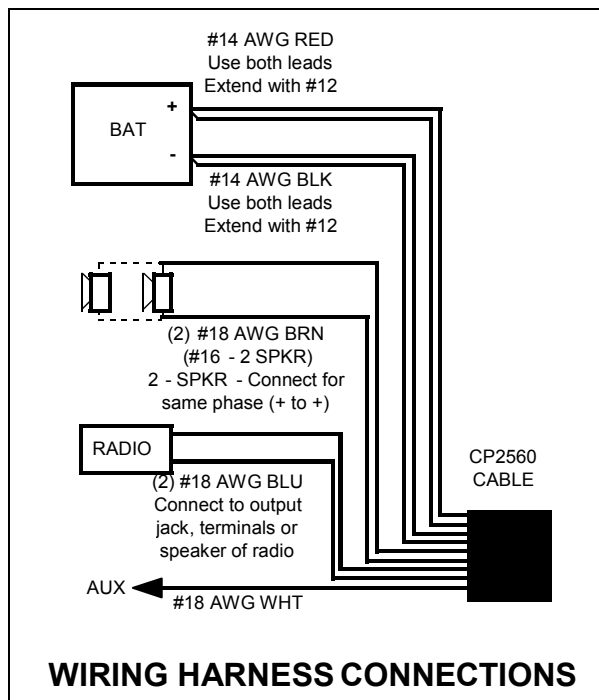 #14 AWG RED
Use both leads
Extend with #12
+
BAT
-
#14 AWG BLK
Use both leads
Extend with #12
(2) #18 AWG BRN
(#16 - 2 SPKR)
2 - SPKR - Connect for
same phase (+ to +)
RADIO
(2) #18 AWG BLU
Connect to output
jack, terminals or
speaker of radio
CP2560
CABLE
AUX
#18 AWG WHT
WIRING HARNESS CONNECTIONS